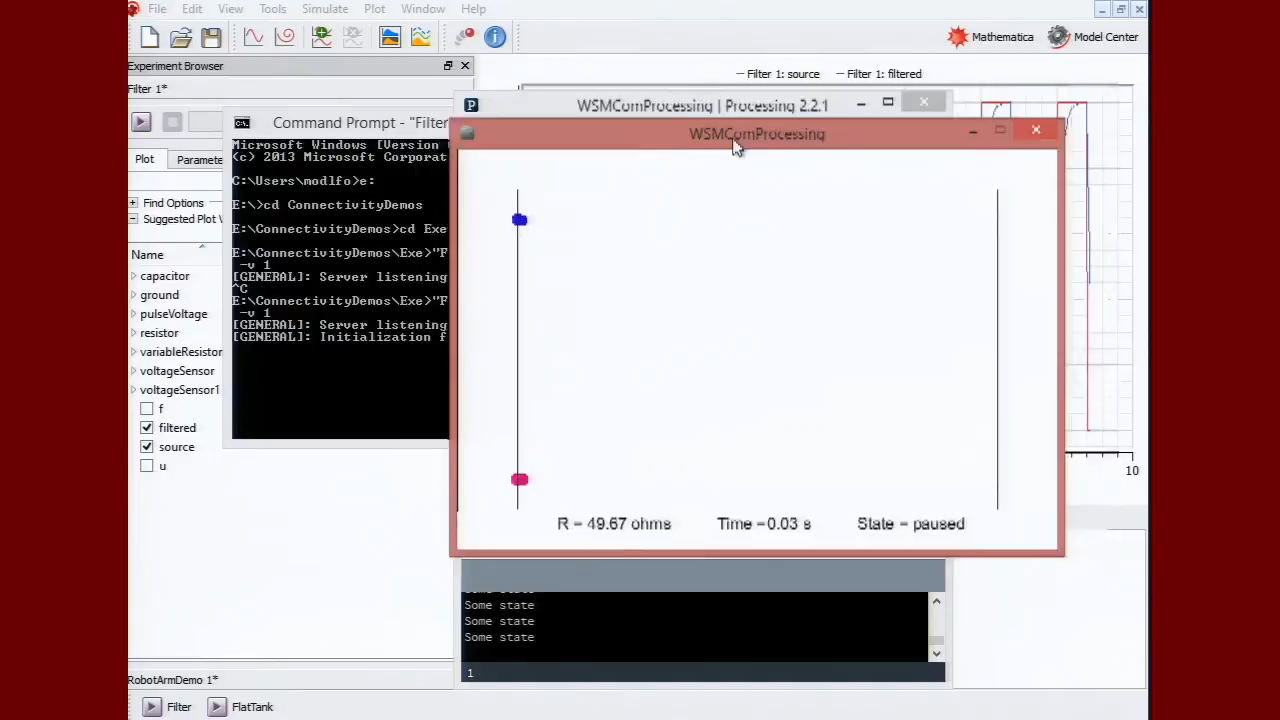 File Edit View Tools Simulate Plot Window Help
Mathematica Model Center
Experiment Browser
Filter 1*
Filter 1: source Filter 1: filtered
WSMComProcessing | Processing 2.2.1
WSMComProcessing
Command Prompt - "Filter
Plot
Find Options
Suggested Plot
Name
capacitor
ground
pulseVoltage
resistor
variableResistor
voltageSensor
voltageSensor1
f
filtered
source
u
Microsoft Windows [Version
(c) 2013 Microsoft Corporat
C:\Users\modlfo>e:
E:\>cd ConnectivityDemos
E:\ConnectivityDemos>cd Exe
E:\ConnectivityDemos\Exe>"F
-v 1
[GENERAL]: Server listening
^C
E:\ConnectivityDemos\Exe>"F
-v 1
[GENERAL]: Server listening
[GENERAL]: Initialization f
R = 49.67 ohms Time =0.03 s State = paused
10
Some state
Some state
Some state
1
RobotArmDemo 1*
Filter FlatTank